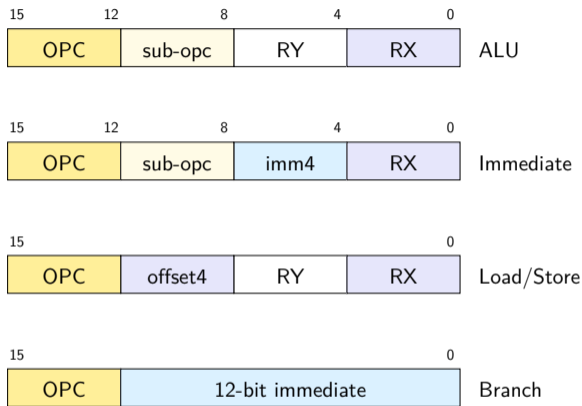 15 12 8 4 0
OPC sub-opc RY RX ALU
15 12 8 4 0
OPC sub-opc imm4 RX Immediate
15 0
OPC offset4 RY RX Load/Store
15 0
OPC 12-bit immediate Branch